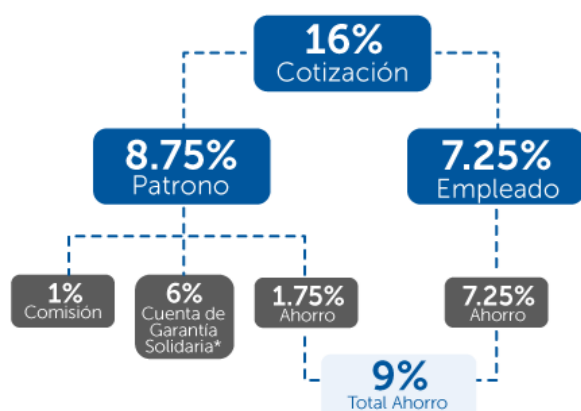 16%
Cotización
8.75%
Patrono
7.25%
Empleado
1%
Comisión
6%
Cuenta de
Garantía
Solidaria*
1.75%
Ahorro
7.25%
Ahorro
9%
Total Ahorro